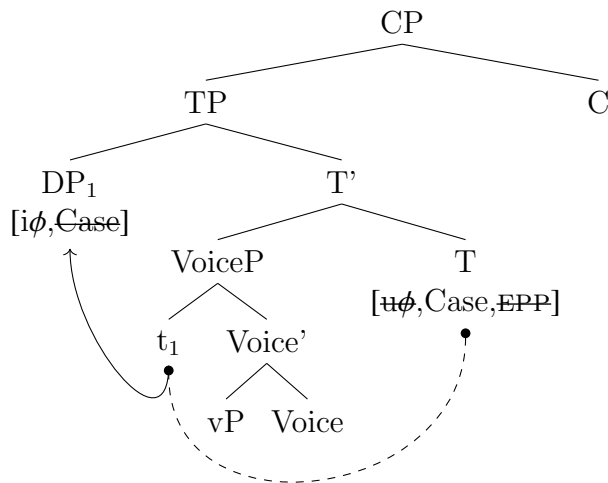 CP
TP C
DP₁ T'
[iϕ,Case]
VoiceP T
[uϕ,Case,EPP]
t₁ Voice'
vP Voice